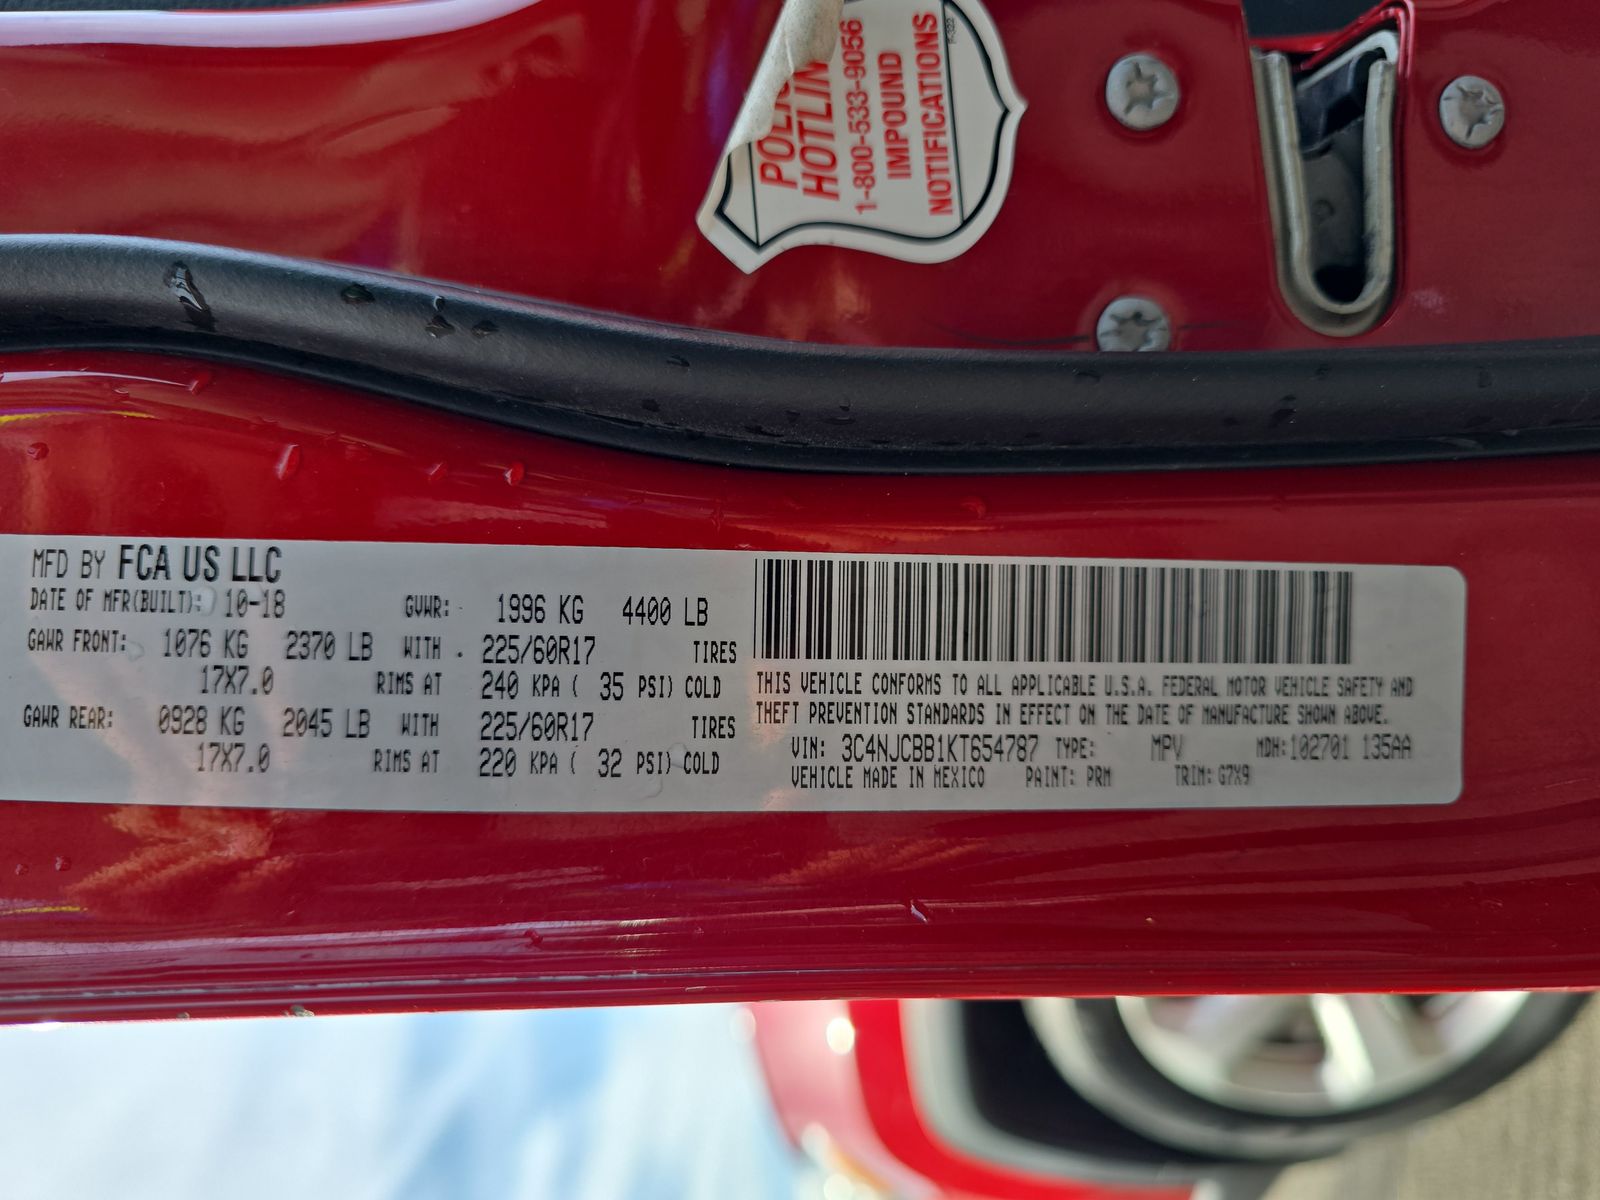 POLIC
HOTLIN
1-800-533-9056
IMPOUND
NOTIFICATIONS
MFD BY FCA US LLC
DATE OF MFR(BUILT): 10-18 GVWR: 1996 KG 4400 LB
GAWR FRONT: 1076 KG 2370 LB WITH 225/60R17 TIRES
17X7.0 RIMS AT 240 KPA ( 35 PSI) COLD
GAWR REAR: 0928 KG 2045 LB WITH 225/60R17 TIRES
17X7.0 RIMS AT 220 KPA ( 32 PSI) COLD
THIS VEHICLE CONFORMS TO ALL APPLICABLE U.S.A. FEDERAL MOTOR VEHICLE SAFETY AND
THEFT PREVENTION STANDARDS IN EFFECT ON THE DATE OF MANUFACTURE SHOWN ABOVE.
VIN: 3C4NJCBB1KT654787 TYPE: MPV MDH:102701 135AA
VEHICLE MADE IN MEXICO PAINT: PRM TRIM: G7X9